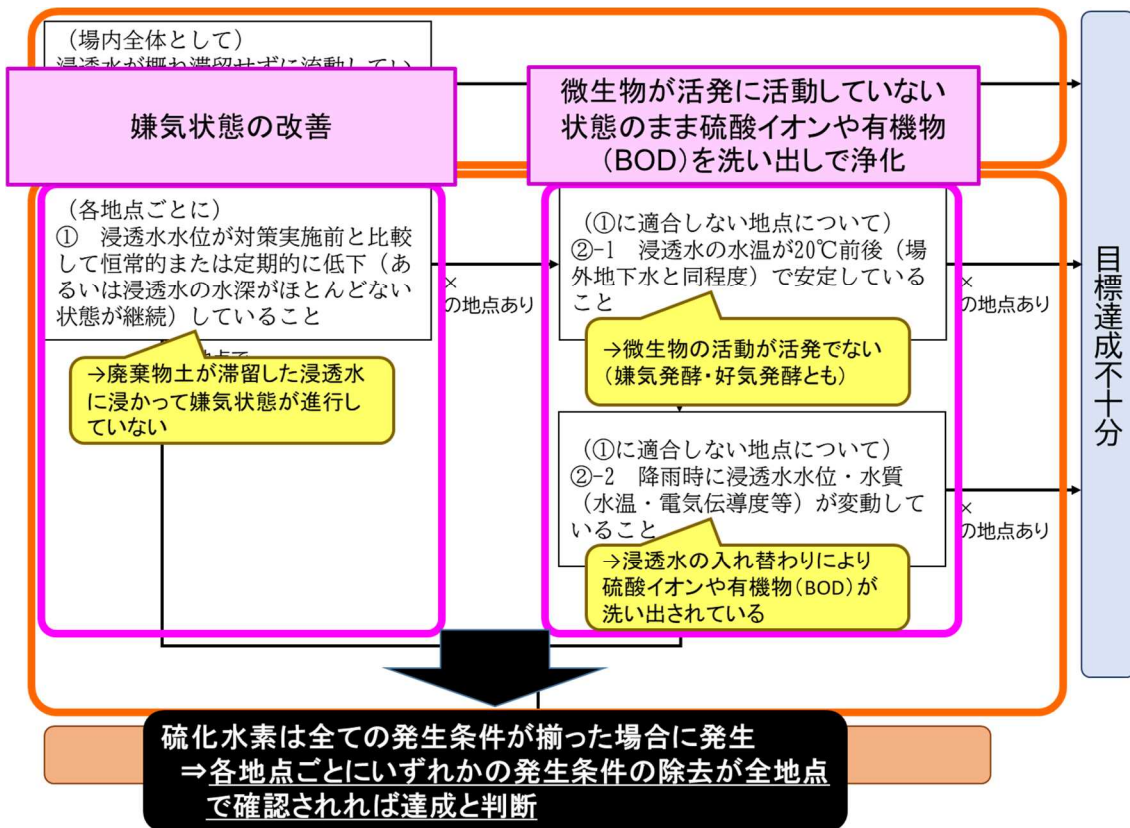 （場内全体として）
浸透水が概ね滞留せずに流動してい
嫌気状態の改善
微生物が活発に活動していない
状態のまま硫酸イオンや有機物
（BOD）を洗い出しで浄化
（各地点ごとに）
①　浸透水水位が対策実施前と比較
して恒常的または定期的に低下（あ
るいは浸透水の水深がほとんどない
状態が継続）していること
×
の地点あり
→廃棄物土が滞留した浸透水
に浸かって嫌気状態が進行し
ていない
（①に適合しない地点について）
②-1　浸透水の水温が20℃前後（場
外地下水と同程度）で安定している
こと
×
の地点あり
→微生物の活動が活発でない
（嫌気発酵・好気発酵とも）
（①に適合しない地点について）
②-2　降雨時に浸透水水位・水質
（水温・電気伝導度等）が変動して
いること
×
の地点あり
→浸透水の入れ替わりにより
硫酸イオンや有機物（BOD）が
洗い出されている
目標達成不十分
硫化水素は全ての発生条件が揃った場合に発生
⇒各地点ごとにいずれかの発生条件の除去が全地点
で確認されれば達成と判断